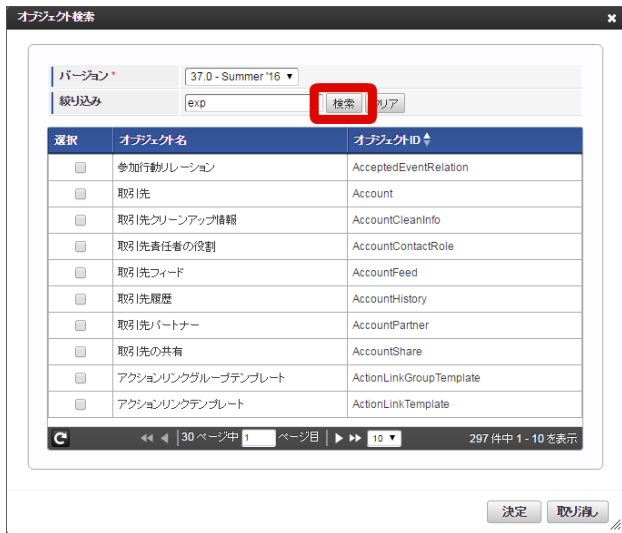 オブジェクト検索
バージョン * 37.0 - Summer '16
絞り込み exp 検索 クリア
選択 オブジェクト名 オブジェクトID
参加行動リレーション AcceptedEventRelation
取引先 Account
取引先クリーンアップ情報 AccountCleanInfo
取引先責任者の役割 AccountContactRole
取引先フィード AccountFeed
取引先履歴 AccountHistory
取引先パートナー AccountPartner
取引先の共有 AccountShare
アクションリンクグループテンプレート ActionLinkGroupTemplate
アクションリンクテンプレート ActionLinkTemplate
30 ページ中 1 ページ目 10 297 件中 1 - 10 を表示
決定 取り消し